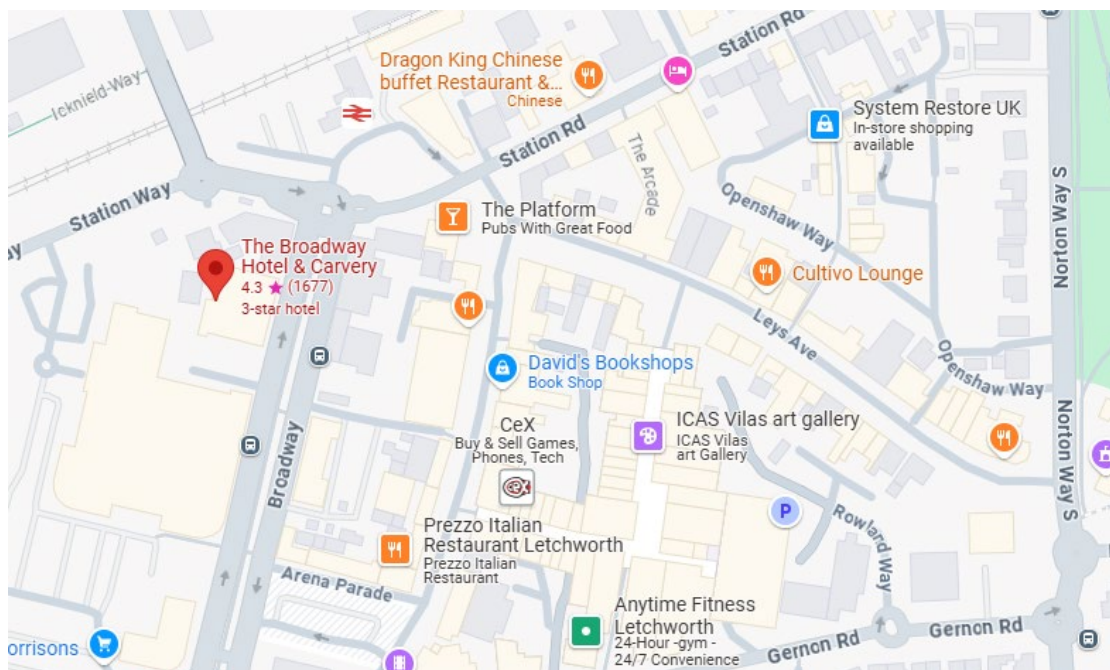 Icknield-Way
Dragon King Chinese
buffet Restaurant &...
Chinese
Station Rd
Station Rd
System Restore UK
In-store shopping
available
The Arcade
Norton Way S
Station Way
The Platform
Pubs With Great Food
Openshaw Way
The Broadway
Hotel & Carvery
4.3 ★ (1677)
3-star hotel
Cultivo Lounge
Leys Ave
David's Bookshops
Book Shop
Openshaw Way
CeX
Buy & Sell Games,
Phones, Tech
ICAS Vilas art gallery
ICAS Vilas
art Gallery
Broadway
Norton Way S
P
Prezzo Italian
Restaurant Letchworth
Prezzo Italian
Restaurant
Rowland Way
Arena Parade
Anytime Fitness
Letchworth
24-Hour -gym -
24/7 Convenience
Gernon Rd
Gernon Rd
orrisons